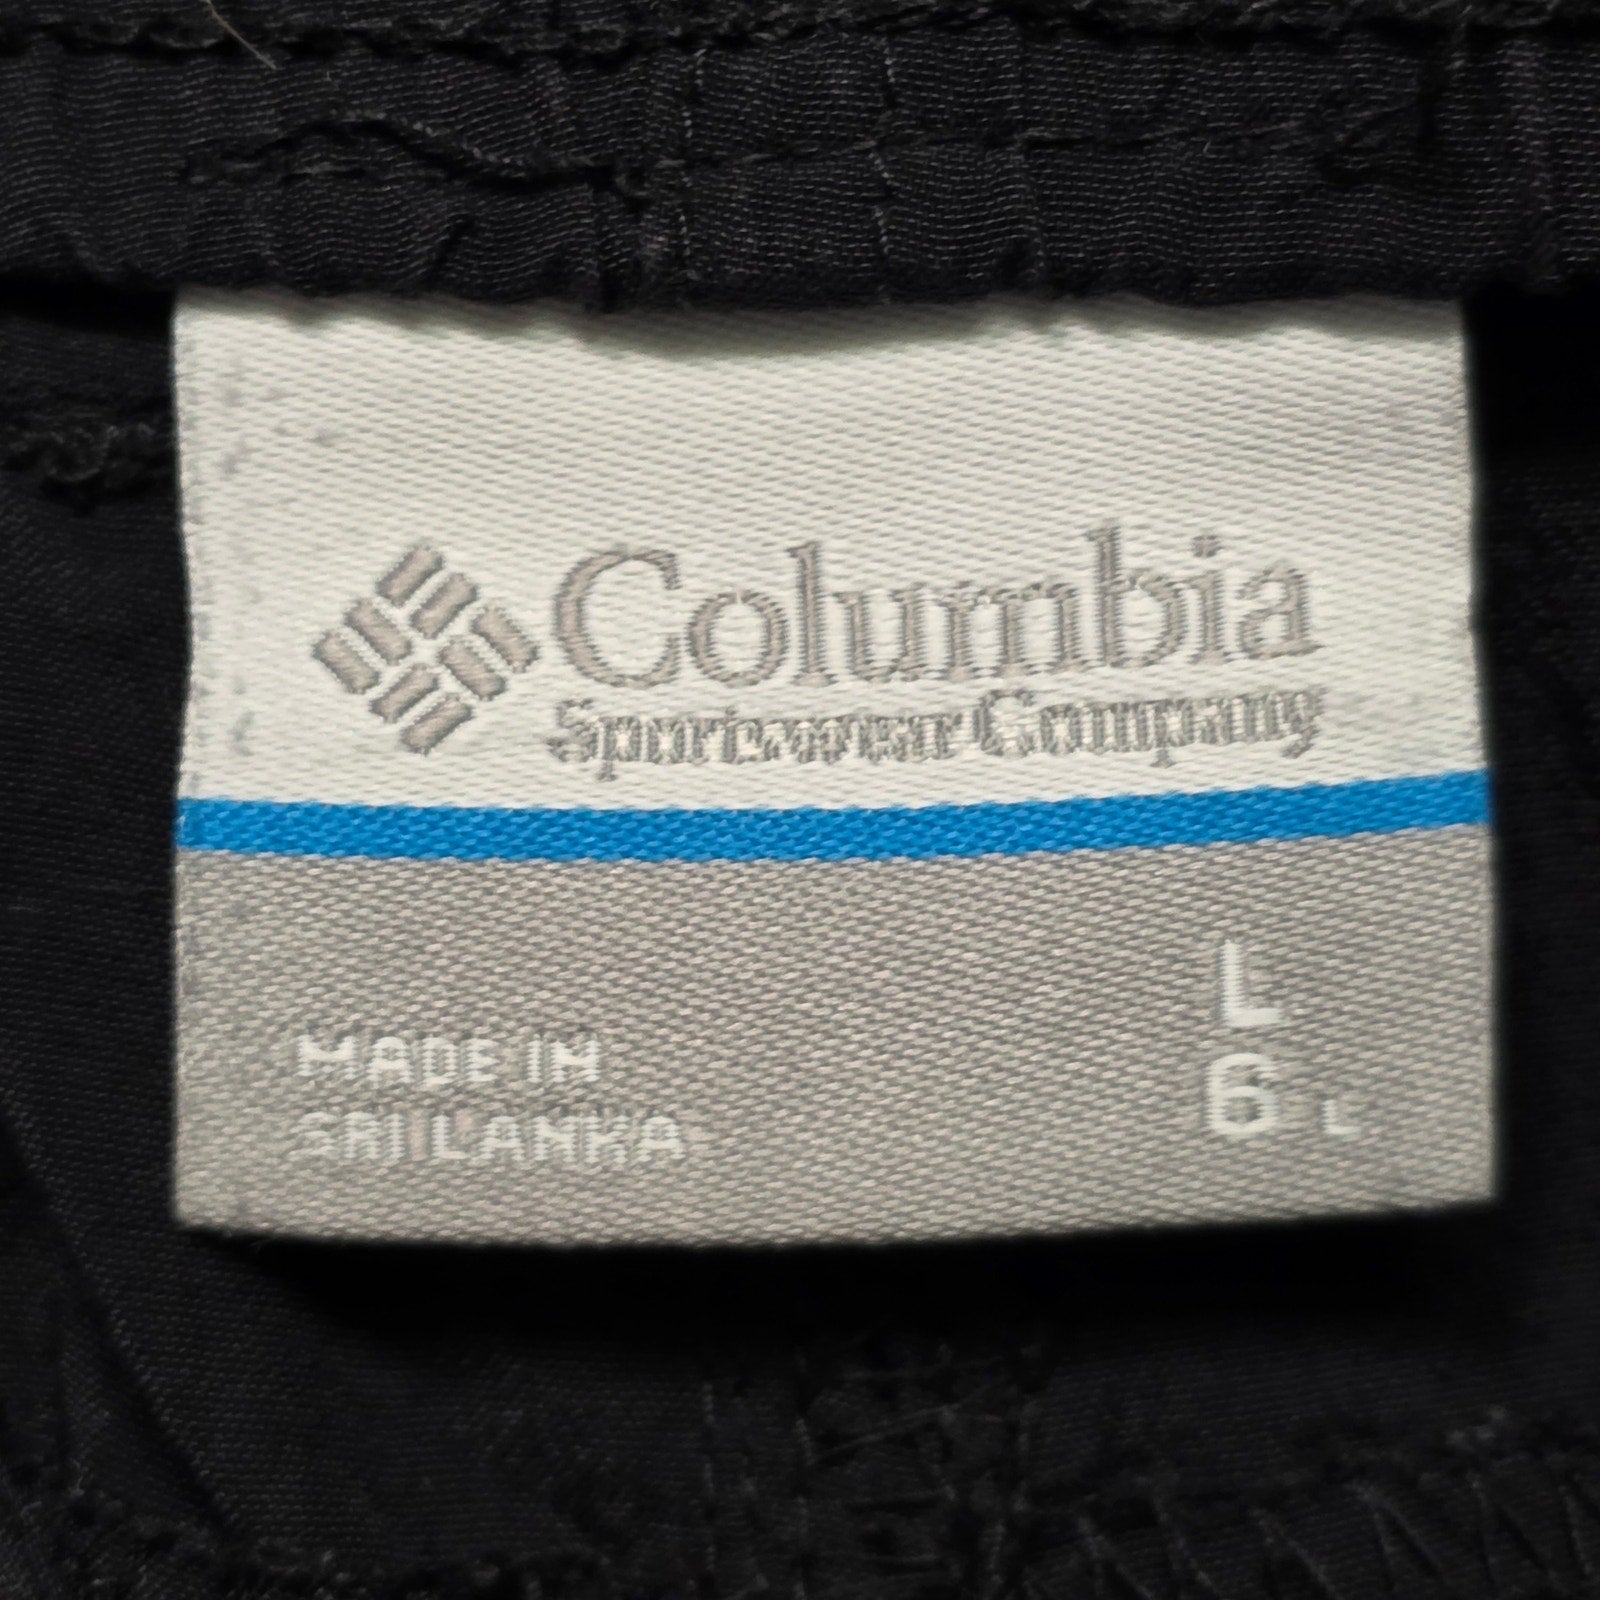 Columbia
Sportswear Company
L
6 L
MADE IN
SRI LANKA